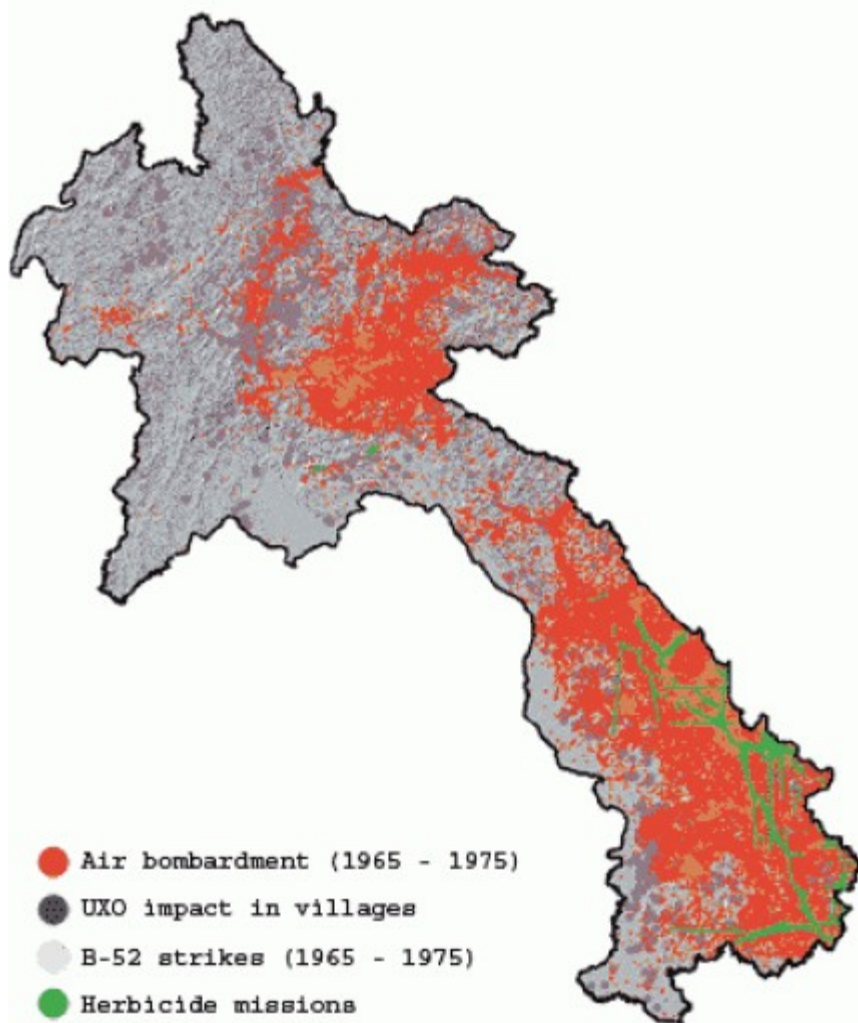 Air bombardment (1965 - 1975)
UXO impact in villages
B-52 strikes (1965 - 1975)
Herbicide missions